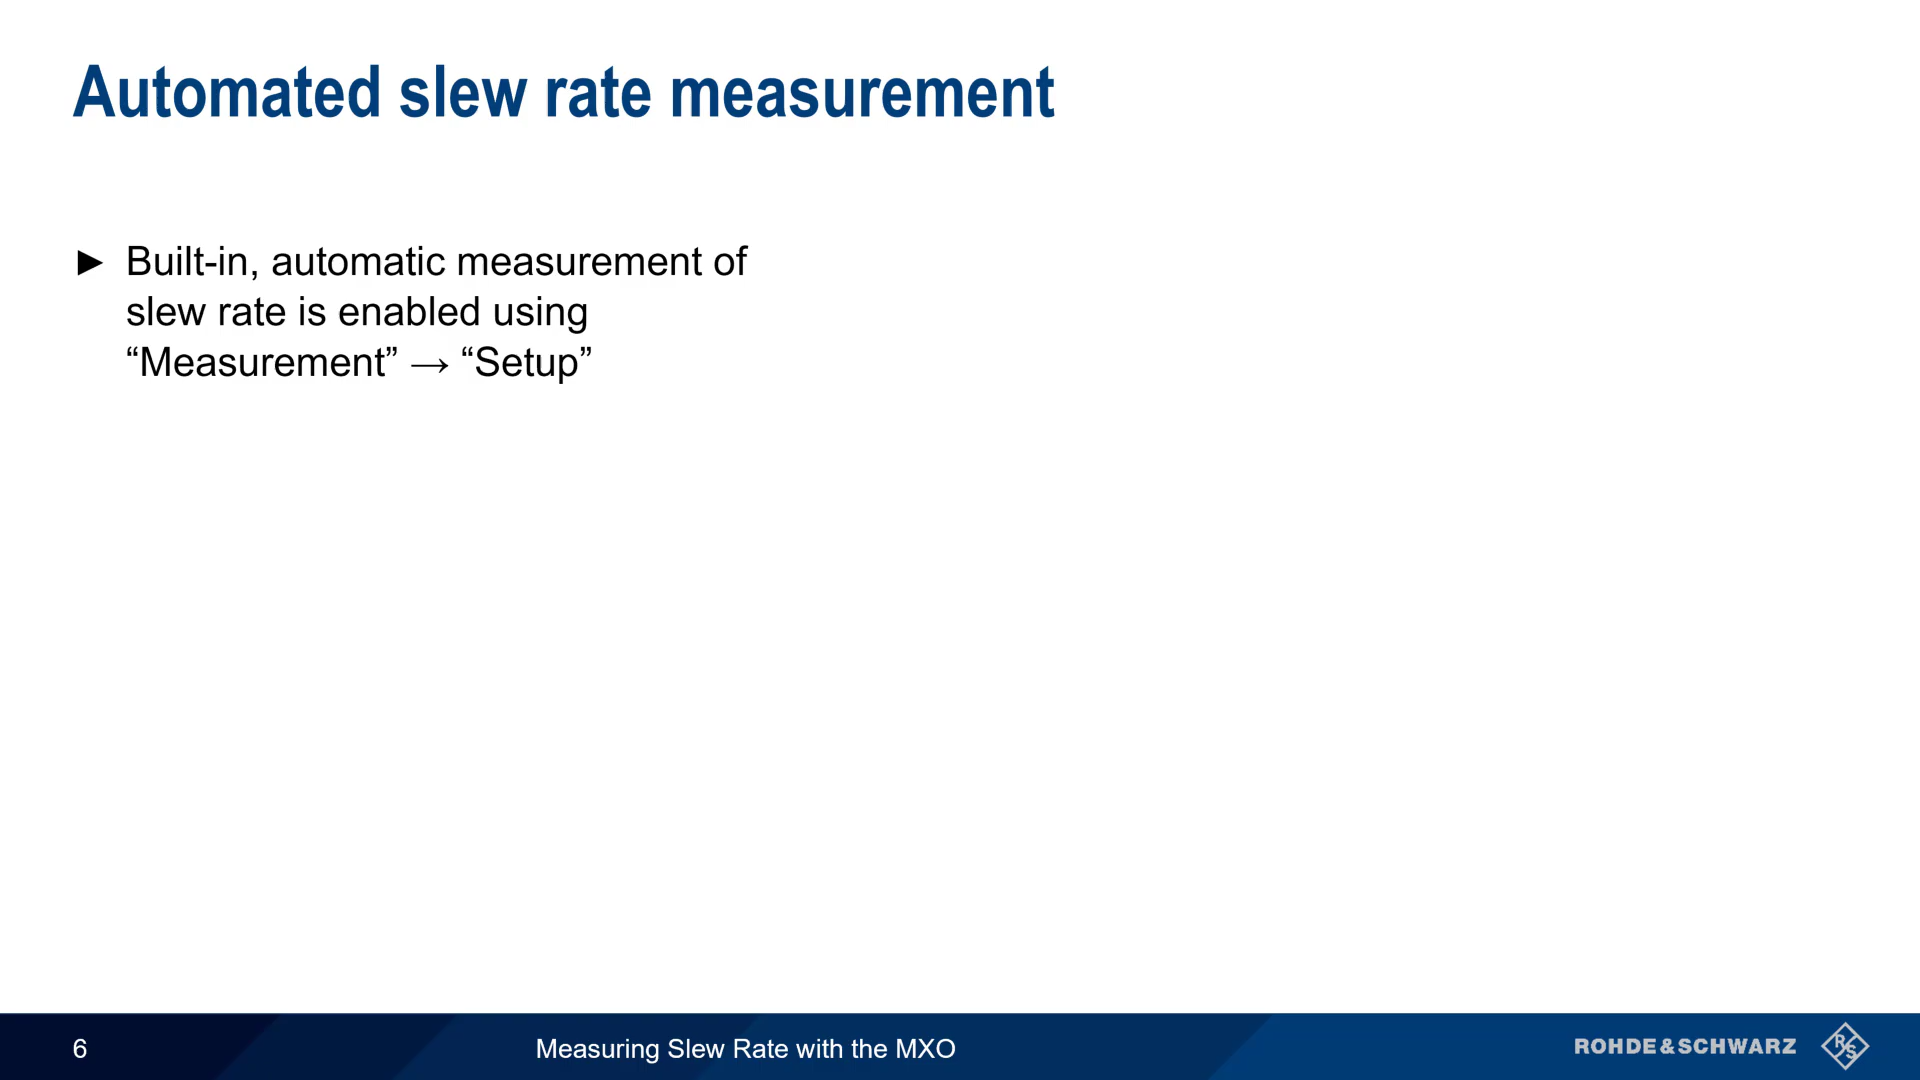 Automated slew rate measurement
► Built-in, automatic measurement of
slew rate is enabled using
“Measurement” → “Setup”
6
Measuring Slew Rate with the MXO
ROHDE&SCHWARZ
R&S